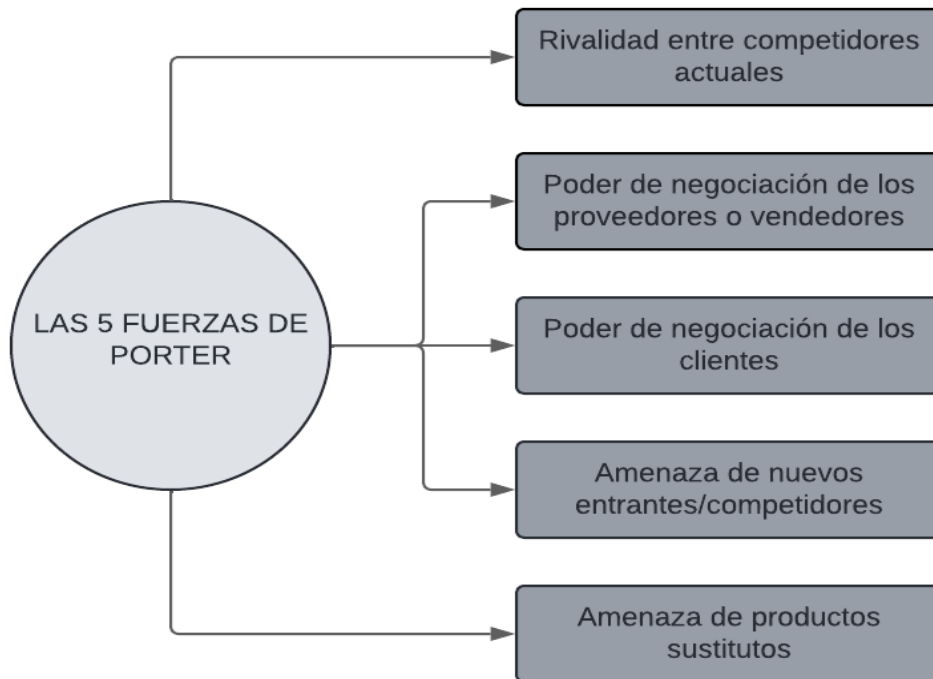 Rivalidad entre competidores
actuales
Poder de negociación de los
proveedores o vendedores
LAS 5 FUERZAS DE
PORTER
Poder de negociación de los
clientes
Amenaza de nuevos
entrantes/competidores
Amenaza de productos
sustitutos